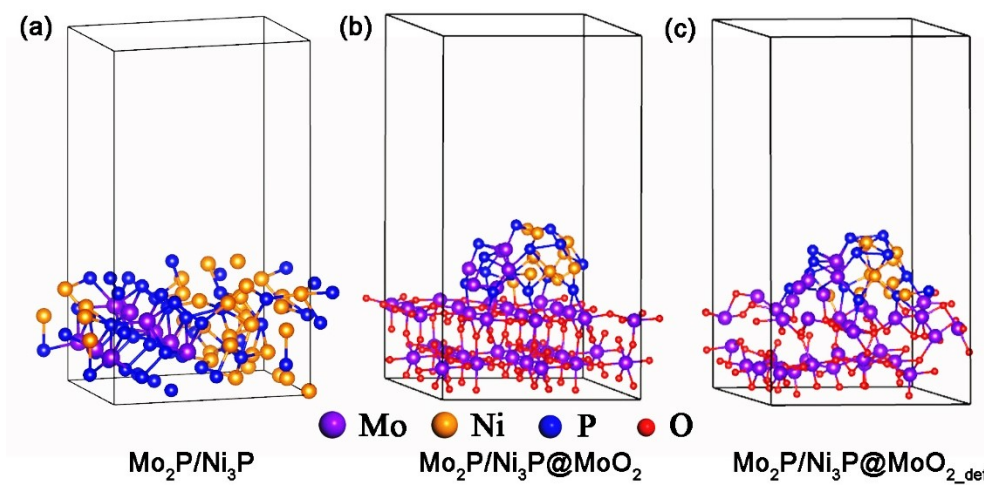 (a) (b) (c)
Mo Ni P O
Mo₂P/Ni₃P Mo₂P/Ni₃P@MoO₂ Mo₂P/Ni₃P@MoO₂_def